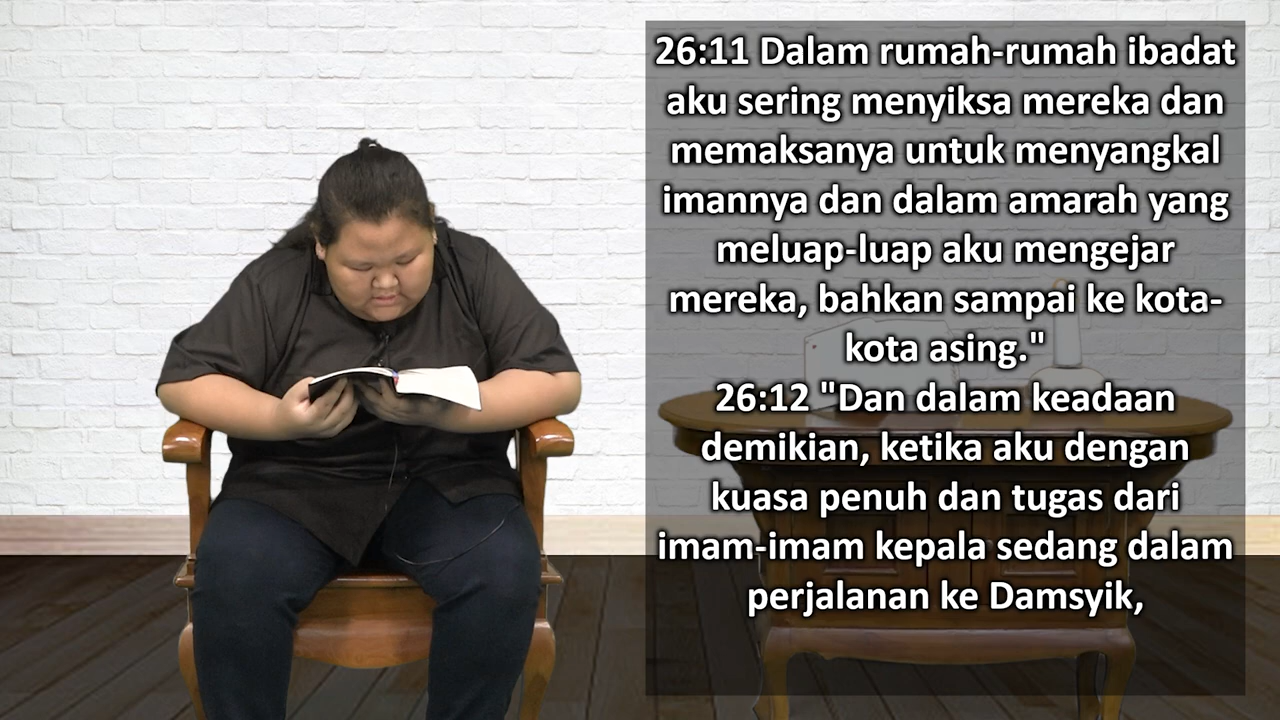 26:11 Dalam rumah-rumah ibadat
aku sering menyiksa mereka dan
memaksanya untuk menyangkal
imannya dan dalam amarah yang
meluap-luap aku mengejar
mereka, bahkan sampai ke kota-
kota asing."
26:12 "Dan dalam keadaan
demikian, ketika aku dengan
kuasa penuh dan tugas dari
imam-imam kepala sedang dalam
perjalanan ke Damsyik,